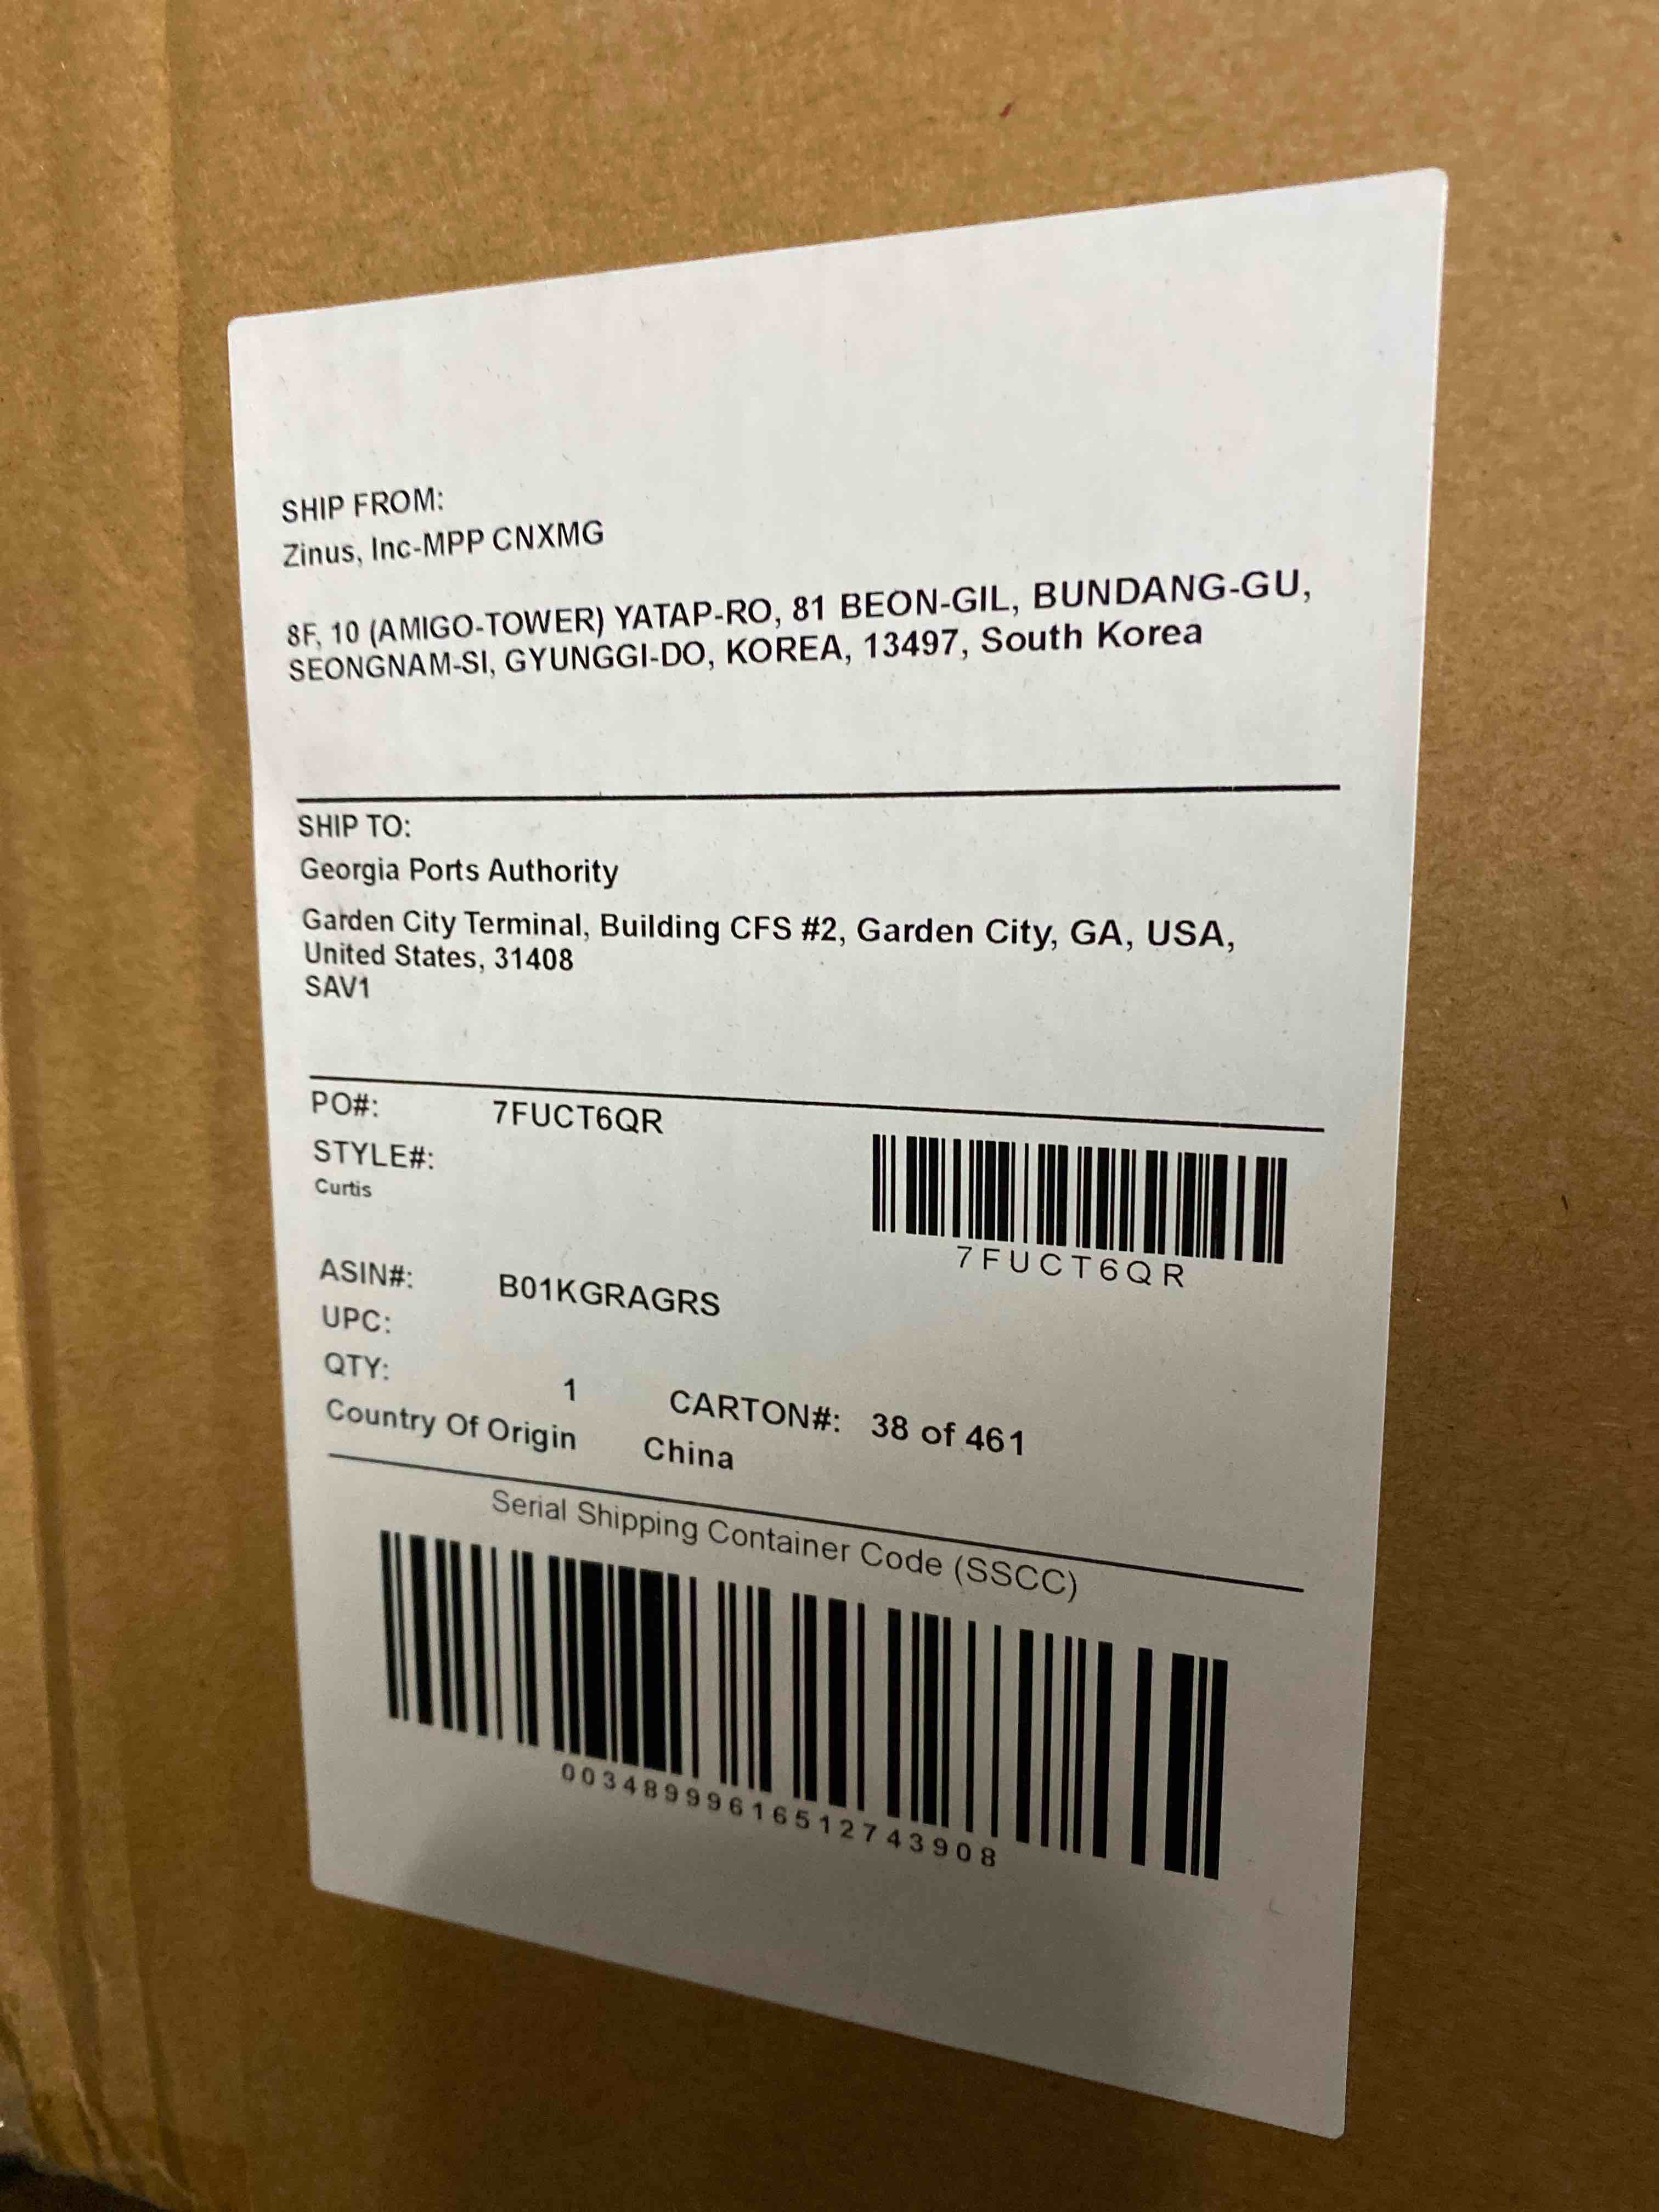 SHIP FROM:
Zinus, Inc-MPP CNXMG
8F, 10 (AMIGO-TOWER) YATAP-RO, 81 BEON-GIL, BUNDANG-GU,
SEONGNAM-SI, GYUNGGI-DO, KOREA, 13497, South Korea
SHIP TO:
Georgia Ports Authority
Garden City Terminal, Building CFS #2, Garden City, GA, USA,
United States, 31408
SAV1
PO#: 7FUCT6QR
STYLE#:
Curtis
7FUCT6QR
ASIN#: B01KGRAGRS
UPC:
QTY: 1 CARTON#: 38 of 461
Country Of Origin China
Serial Shipping Container Code (SSCC)
00348999616512743908